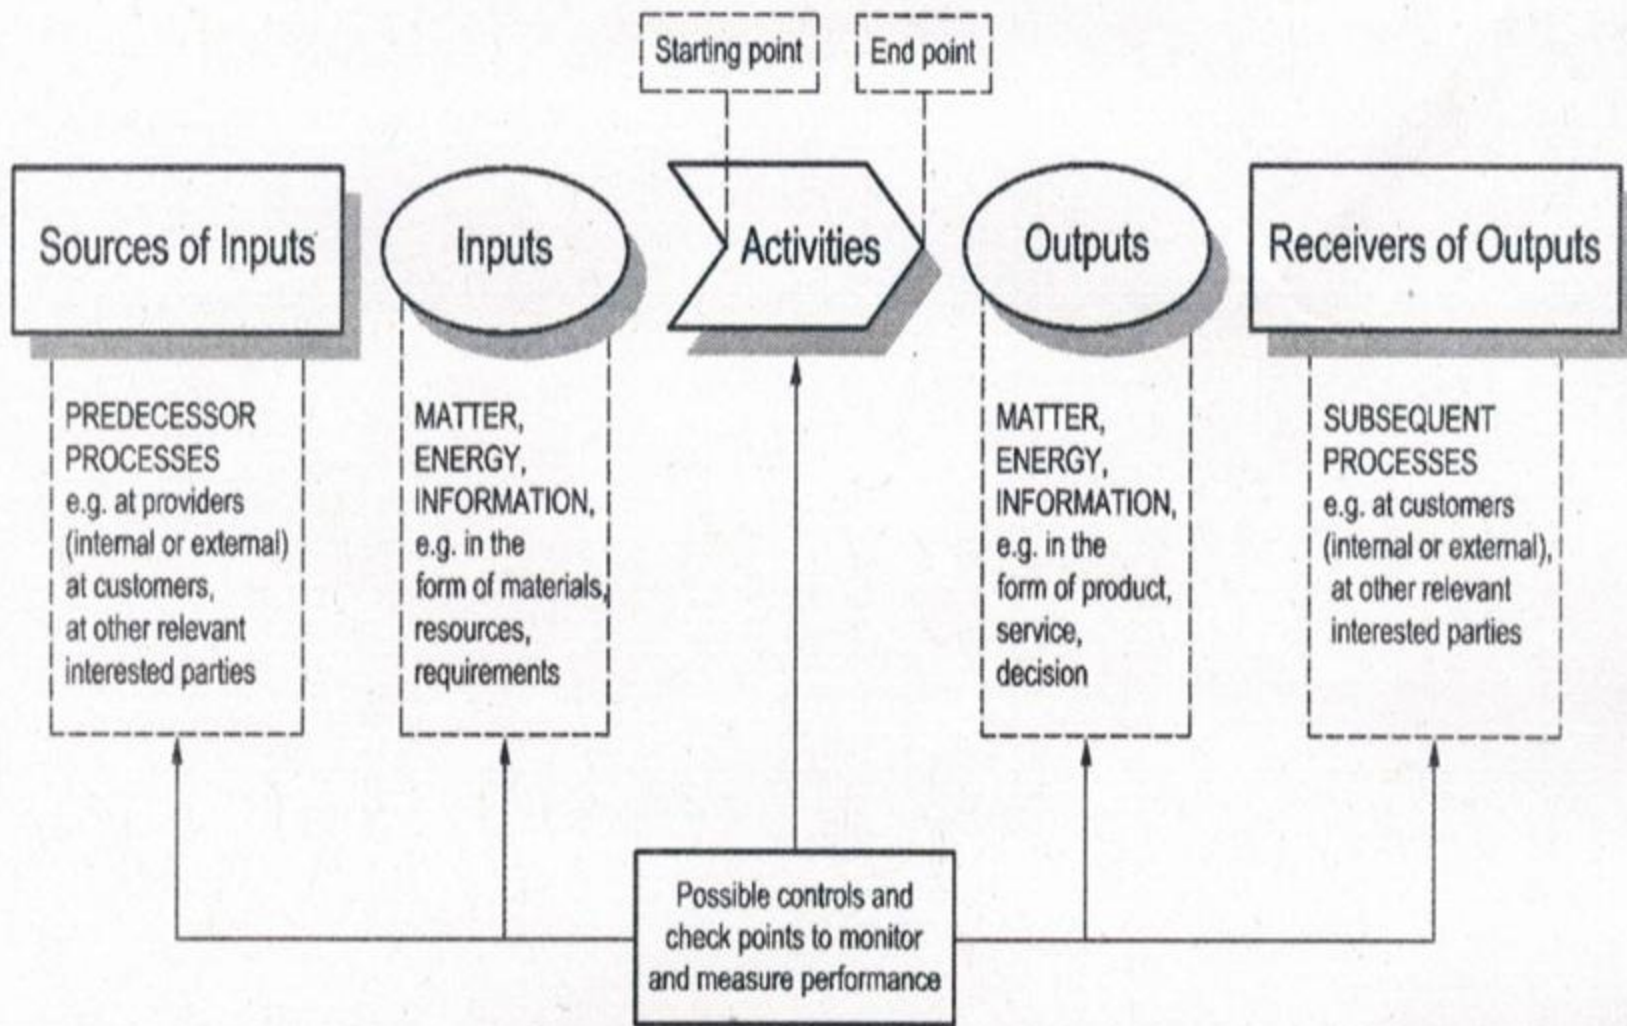 Starting point
End point
Sources of Inputs
Inputs
Activities
Outputs
Receivers of Outputs
PREDECESSOR
PROCESSES
e.g. at providers
(internal or external)
at customers,
at other relevant
interested parties
MATTER,
ENERGY,
INFORMATION,
e.g. in the
form of materials,
resources,
requirements
MATTER,
ENERGY,
INFORMATION,
e.g. in the
form of product,
service,
decision
SUBSEQUENT
PROCESSES
e.g. at customers
(internal or external),
at other relevant
interested parties
Possible controls and
check points to monitor
and measure performance